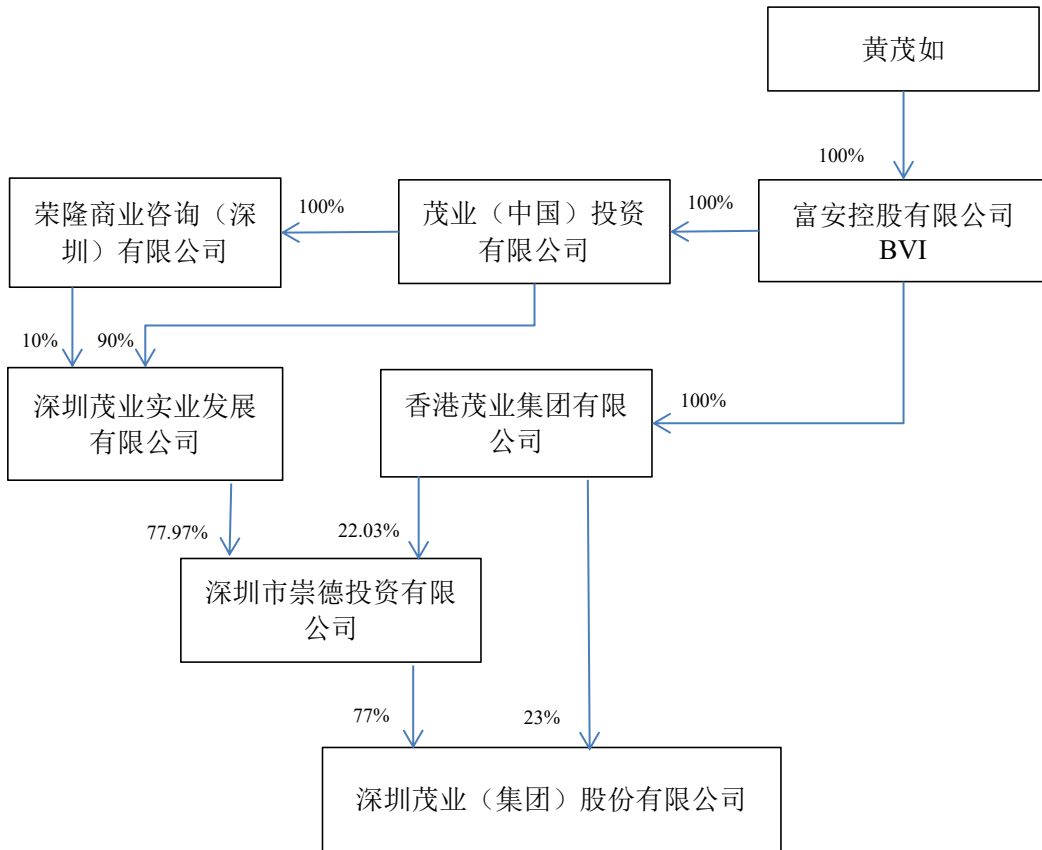 黄茂如
100%
荣隆商业咨询（深
圳）有限公司
100%
茂业（中国）投资
有限公司
100%
富安控股有限公司
BVI
10%
90%
深圳茂业实业发展
有限公司
香港茂业集团有限
公司
100%
77.97%
22.03%
深圳市崇德投资有限
公司
77%
23%
深圳茂业（集团）股份有限公司